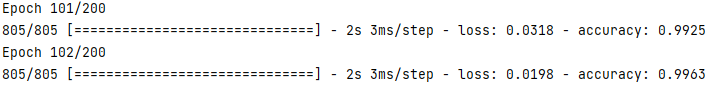 Epoch 101/200
805/805 [==============================] - 2s 3ms/step - loss: 0.0318 - accuracy: 0.9925
Epoch 102/200
805/805 [==============================] - 2s 3ms/step - loss: 0.0198 - accuracy: 0.9963